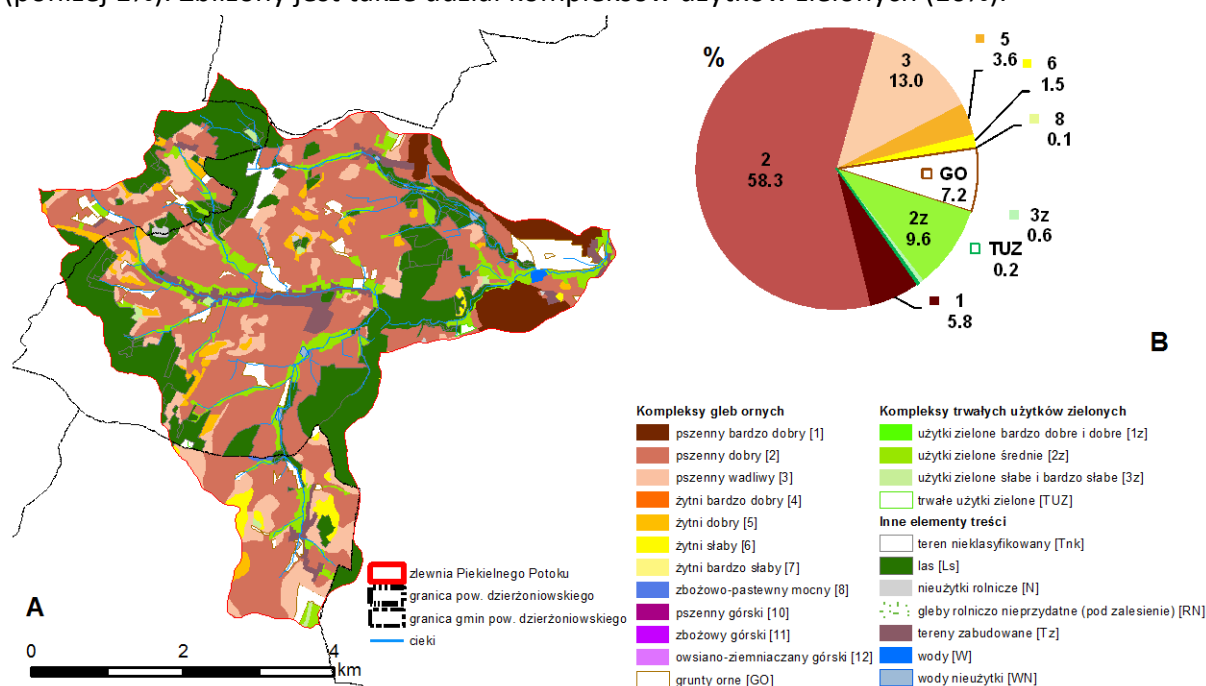 (poniżej 1%). Zbliżony jest także udział kompleksów użytków zielonych (10%).
%
2
58.3
3
13.0
5
3.6
6
1.5
8
0.1
GO
7.2
3z
0.6
2z
9.6
TUZ
0.2
1
5.8
B
A
0 2 4
km
zlewnia Piekielnego Potoku
granica pow. dzierżoniowskiego
granica gmin pow. dzierżoniowskiego
cieki
Kompleksy gleb ornych
pszenny bardzo dobry [1]
pszenny dobry [2]
pszenny wadliwy [3]
żytni bardzo dobry [4]
żytni dobry [5]
żytni słaby [6]
żytni bardzo słaby [7]
zbożowo-pastewny mocny [8]
pszenny górski [10]
zbożowy górski [11]
owsiano-ziemniaczany górski [12]
grunty orne [GO]
Kompleksy trwałych użytków zielonych
użytki zielone bardzo dobre i dobre [1z]
użytki zielone średnie [2z]
użytki zielone słabe i bardzo słabe [3z]
trwałe użytki zielone [TUZ]
Inne elementy treści
teren nieklasyfikowany [Tnk]
las [Ls]
nieużytki rolnicze [N]
gleby rolniczo nieprzydatne (pod zalesienie) [RN]
tereny zabudowane [Tz]
wody [W]
wody nieużytki [WN]